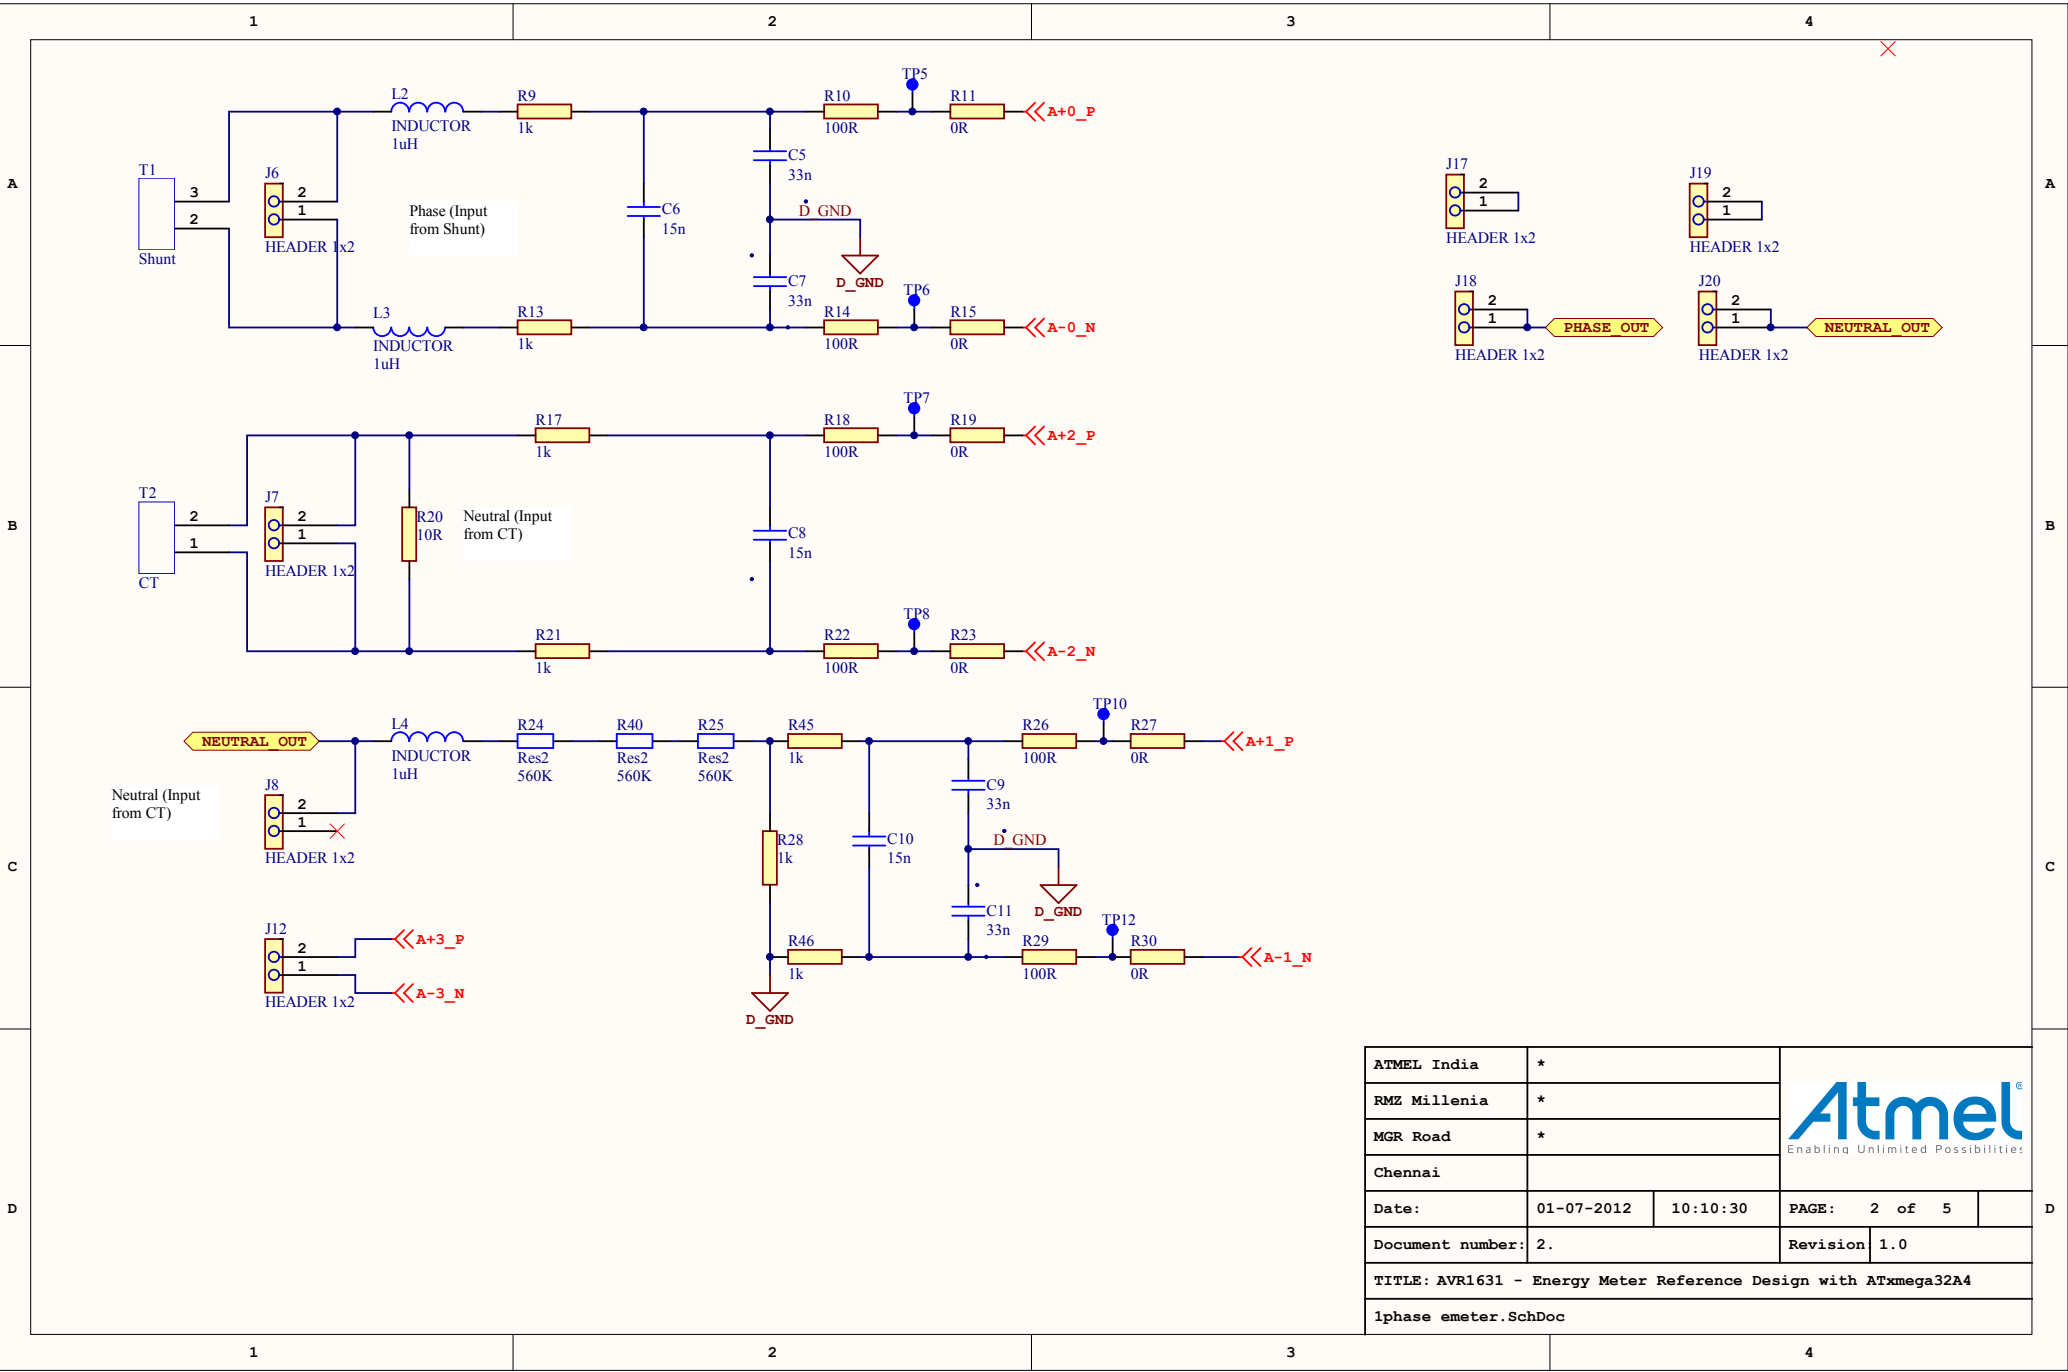 1 2 3 4
A A
B B
C C
D D
T1
3
2
Shunt
J6
2
1
HEADER 1x2
L2
INDUCTOR
1uH
R9
1k
Phase (Input
from Shunt)
L3
INDUCTOR
1uH
R13
1k
C6
15n
C5
33n
D_GND
D_GND
C7
33n
R10
100R
TP5
R11
0R
A+0_P
R14
100R
TP6
R15
0R
A-0_N
J17
2
1
HEADER 1x2
J19
2
1
HEADER 1x2
J18
2
1
HEADER 1x2
PHASE_OUT
J20
2
1
HEADER 1x2
NEUTRAL_OUT
T2
2
1
CT
J7
2
1
HEADER 1x2
R20
10R
Neutral (Input
from CT)
R17
1k
R21
1k
C8
15n
R18
100R
TP7
R19
0R
A+2_P
R22
100R
TP8
R23
0R
A-2_N
NEUTRAL_OUT
Neutral (Input
from CT)
J8
2
1
HEADER 1x2
L4
INDUCTOR
1uH
R24
Res2
560K
R40
Res2
560K
R25
Res2
560K
R45
1k
R28
1k
R46
1k
D_GND
C10
15n
C9
33n
D_GND
D_GND
C11
33n
R26
100R
TP10
R27
0R
A+1_P
R29
100R
TP12
R30
0R
A-1_N
J12
2
1
HEADER 1x2
A+3_P
A-3_N
ATMEL India *
RMZ Millenia *
MGR Road *
Chennai
Atmel®
Enabling Unlimited Possibilities
Date: 01-07-2012 10:10:30 PAGE: 2 of 5
Document number: 2. Revision: 1.0
TITLE: AVR1631 - Energy Meter Reference Design with ATxmega32A4
1phase emeter.SchDoc
1 2 3 4